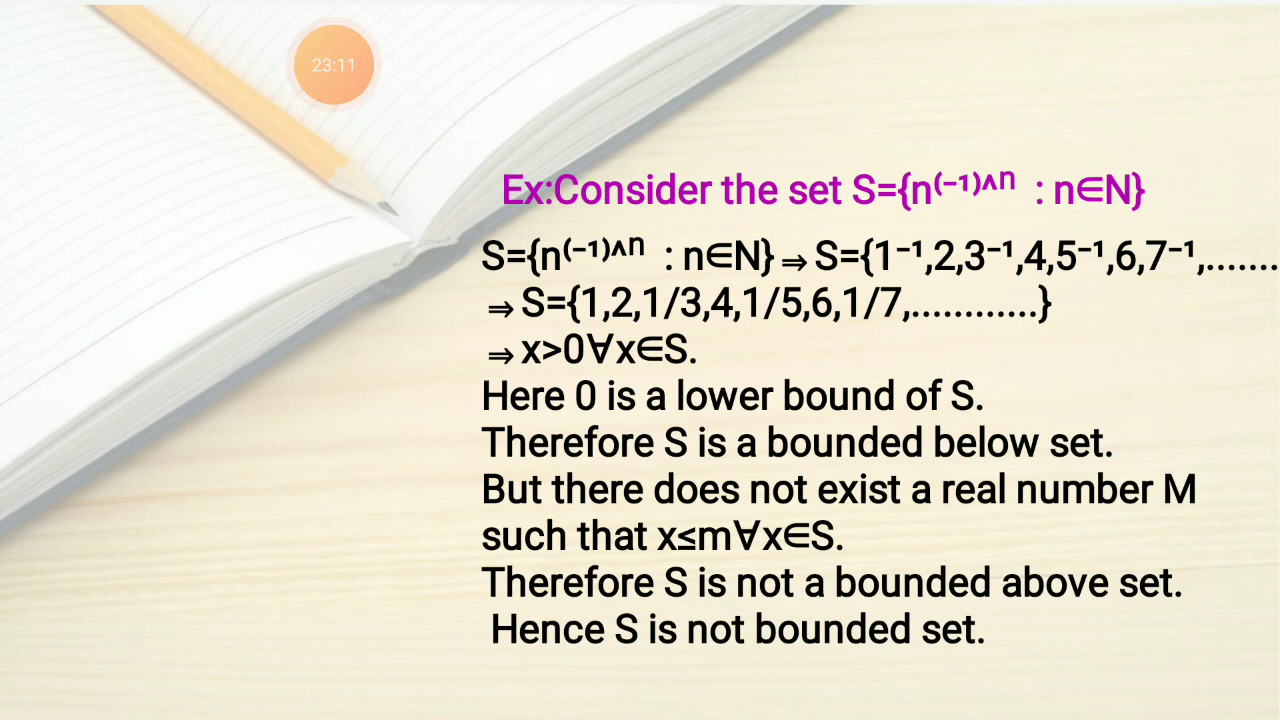 23:11
Ex:Consider the set S={n⁽⁻¹⁾^ⁿ : n∈N}
S={n⁽⁻¹⁾^ⁿ : n∈N}⇒S={1⁻¹,2,3⁻¹,4,5⁻¹,6,7⁻¹,.......
⇒S={1,2,1/3,4,1/5,6,1/7,............}
⇒x>0∀x∈S.
Here 0 is a lower bound of S.
Therefore S is a bounded below set.
But there does not exist a real number M
such that x≤m∀x∈S.
Therefore S is not a bounded above set.
Hence S is not bounded set.